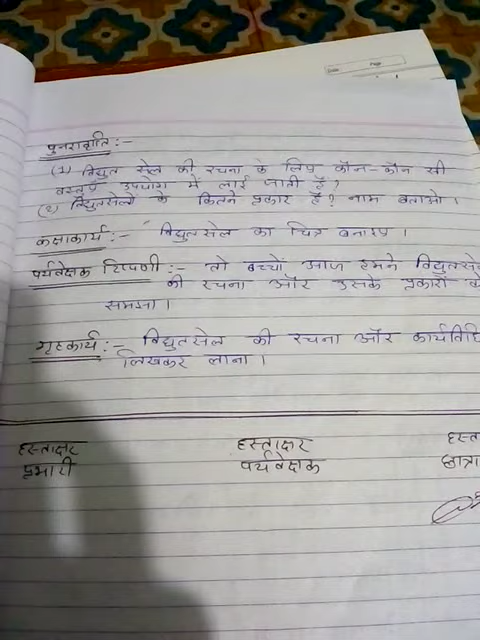 Date Page
पुनरावृति :-
(1) विद्युत सेल की रचना के लिए कौन-कौन सी
वस्तुएँ उपयोग में लाई जाती है?
(2) विद्युतसेलों के कितने प्रकार है? नाम बताओ।
कक्षाकार्य :- विद्युतसेल का चित्र बनाइए।
पर्यवेक्षक टिप्पणी :- तो बच्चों आज हमने विद्युतसेल
की रचना और उसके प्रकारों
समझा।
गृहकार्य :- विद्युतसेल की रचना और कार्यविधि
लिखकर लाना।
हस्ताक्षर हस्ताक्षर हस्ता
प्रभारी पर्यवेक्षक छात्रा